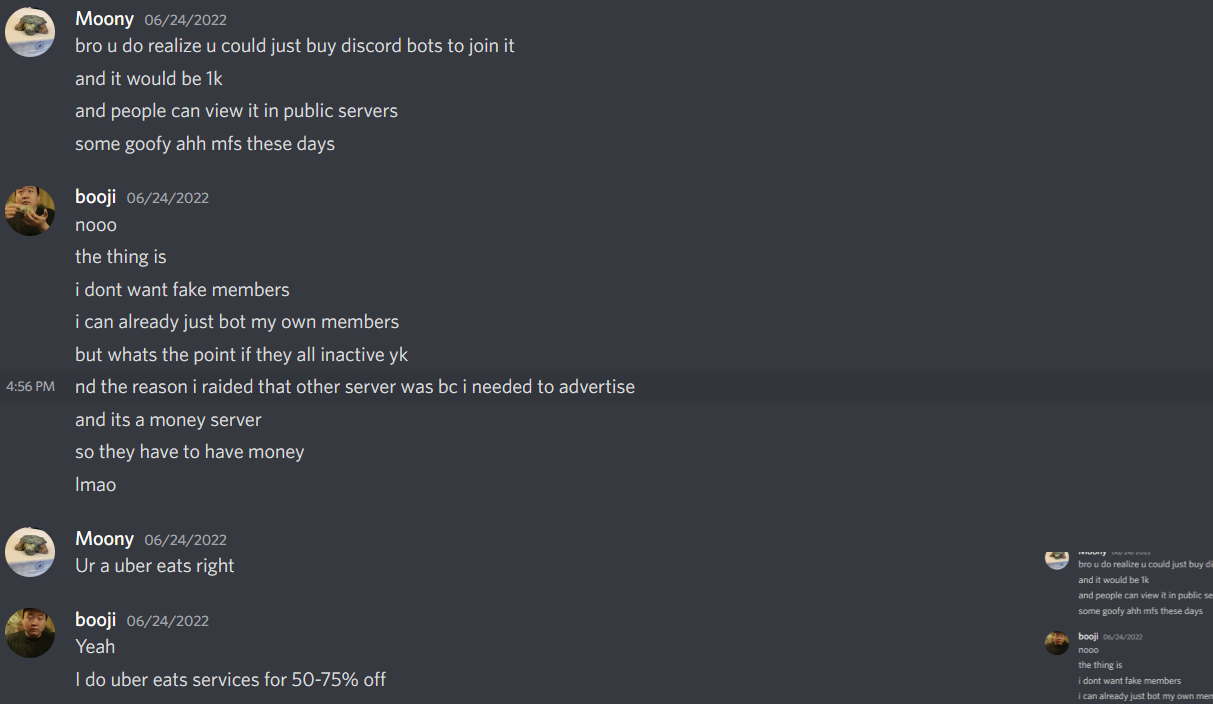 Moony 06/24/2022
bro u do realize u could just buy discord bots to join it
and it would be 1k
and people can view it in public servers
some goofy ahh mfs these days
booji 06/24/2022
nooo
the thing is
i dont want fake members
i can already just bot my own members
but whats the point if they all inactive yk
4:56 PM nd the reason i raided that other server was bc i needed to advertise
and its a money server
so they have to have money
lmao
Moony 06/24/2022
Ur a uber eats right
booji 06/24/2022
Yeah
I do uber eats services for 50-75% off
Moony 06/24/2022
bro u do realize u could just buy di
and it would be 1k
and people can view it in public se
some goofy ahh mfs these days
booji 06/24/2022
nooo
the thing is
i dont want fake members
i can already just bot my own mem